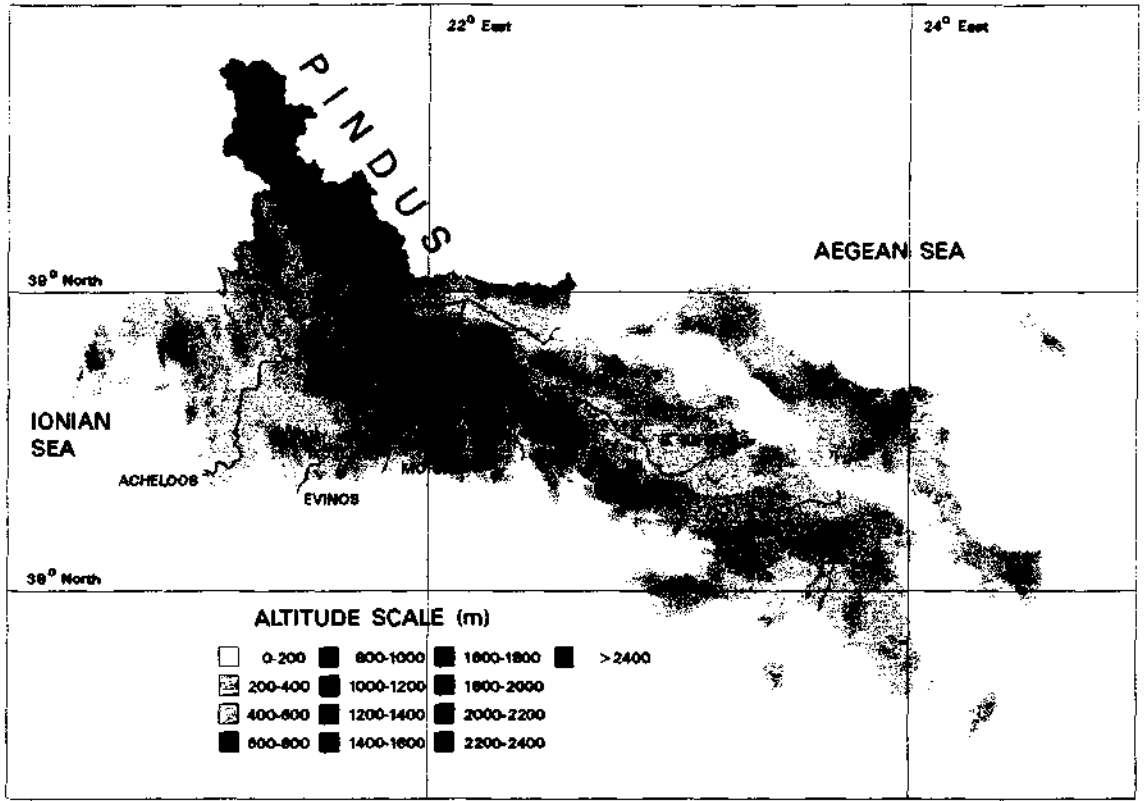 22° East
24° East
PINDUS
AEGEAN SEA
39° North
IONIAN
SEA
ACHELOOS
EVINOS
38° North
ALTITUDE SCALE (m)
0-200
800-1000
1600-1800
>2400
200-400
1000-1200
1800-2000
400-600
1200-1400
2000-2200
600-800
1400-1600
2200-2400